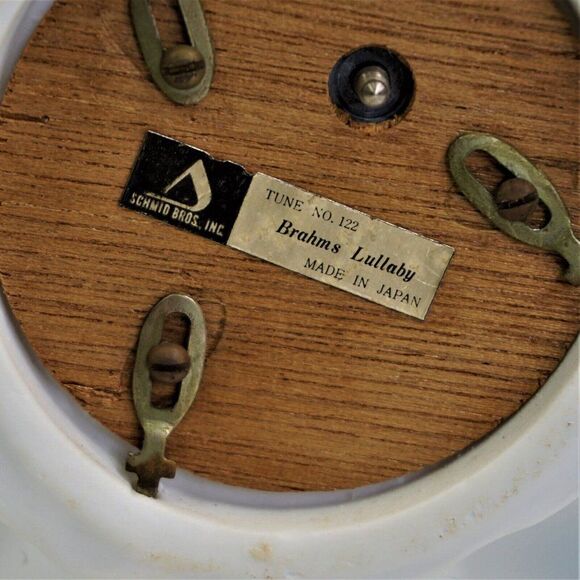 SCHMID BROS. INC.
TUNE NO. 122
Brahms Lullaby
MADE IN JAPAN